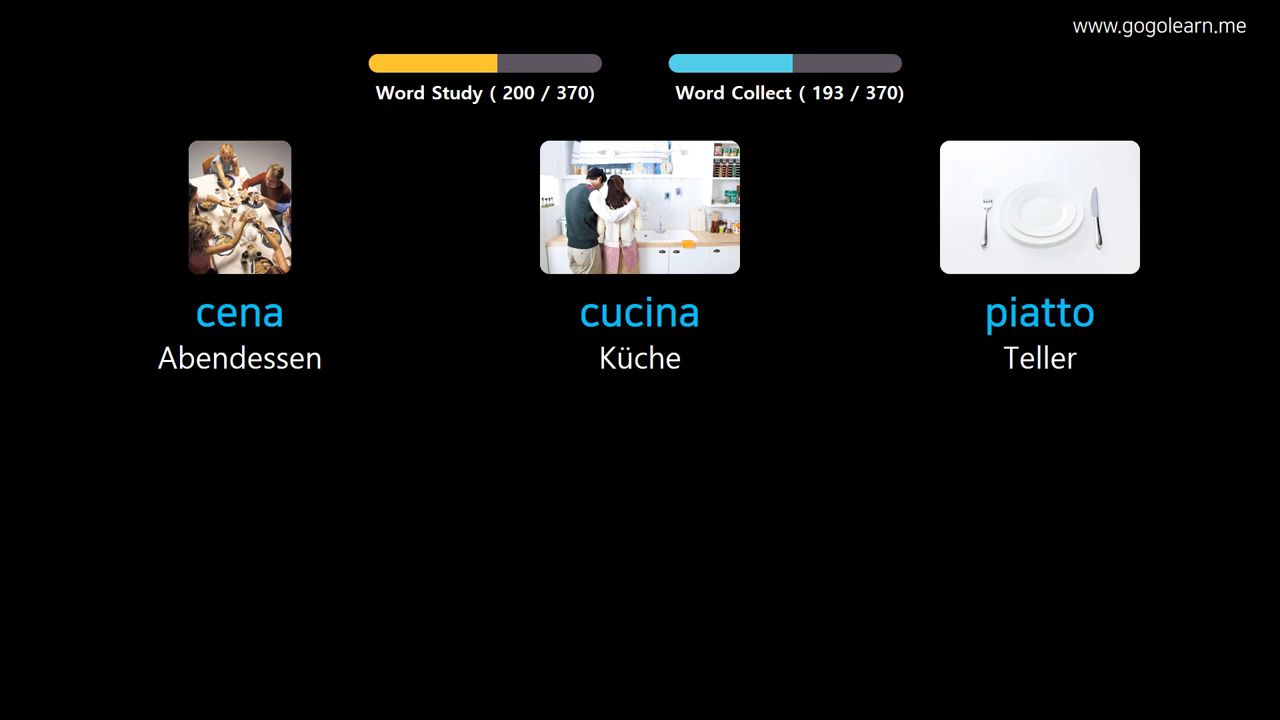 www.gogolearn.me
Word Study ( 200 / 370)
Word Collect ( 193 / 370)
cena
Abendessen
cucina
Küche
piatto
Teller